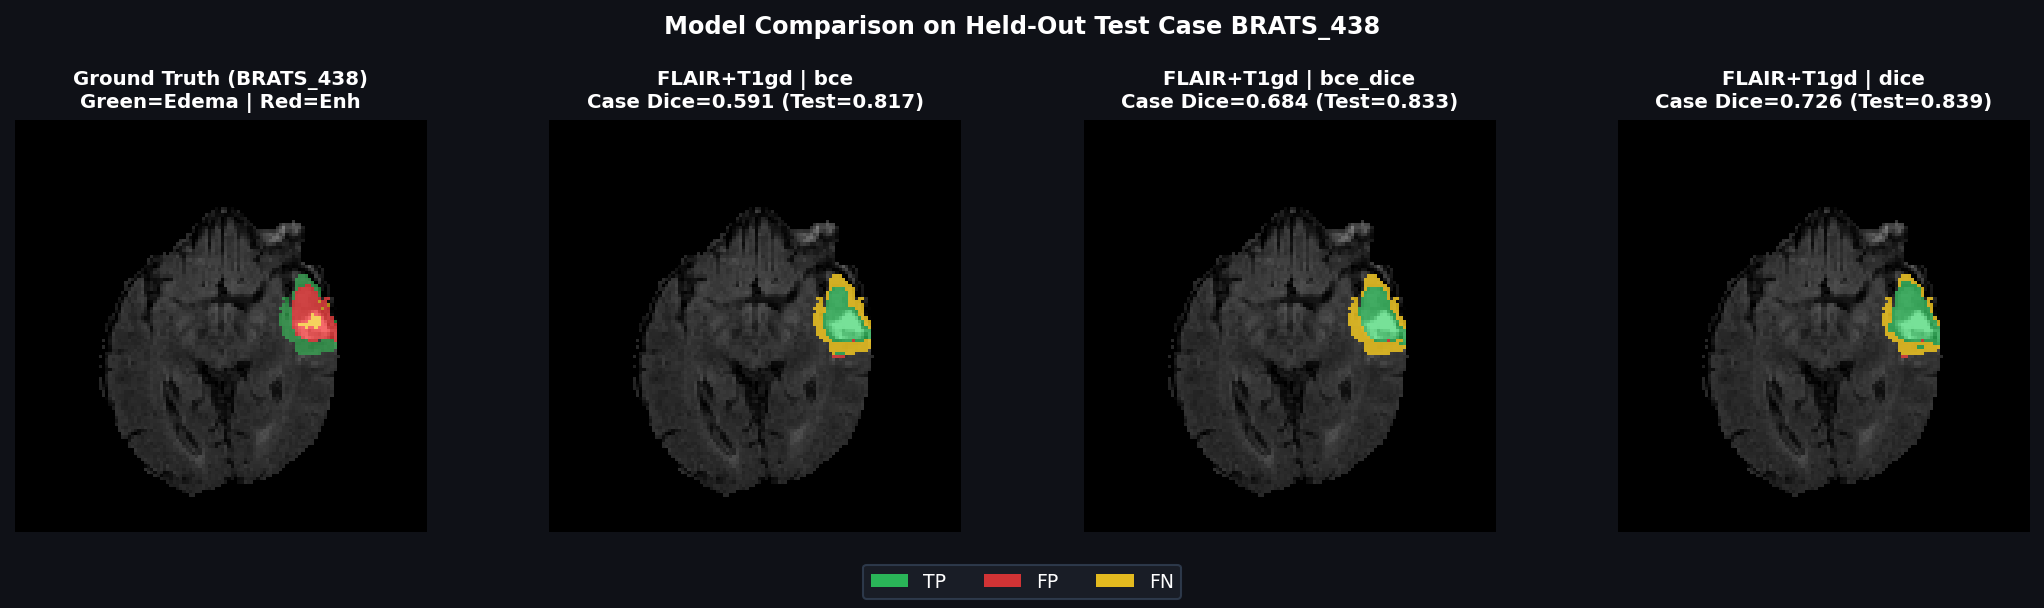 Model Comparison on Held-Out Test Case BRATS_438
Ground Truth (BRATS_438)
Green=Edema | Red=Enh
FLAIR+T1gd | bce
Case Dice=0.591 (Test=0.817)
FLAIR+T1gd | bce_dice
Case Dice=0.684 (Test=0.833)
FLAIR+T1gd | dice
Case Dice=0.726 (Test=0.839)
TP FP FN